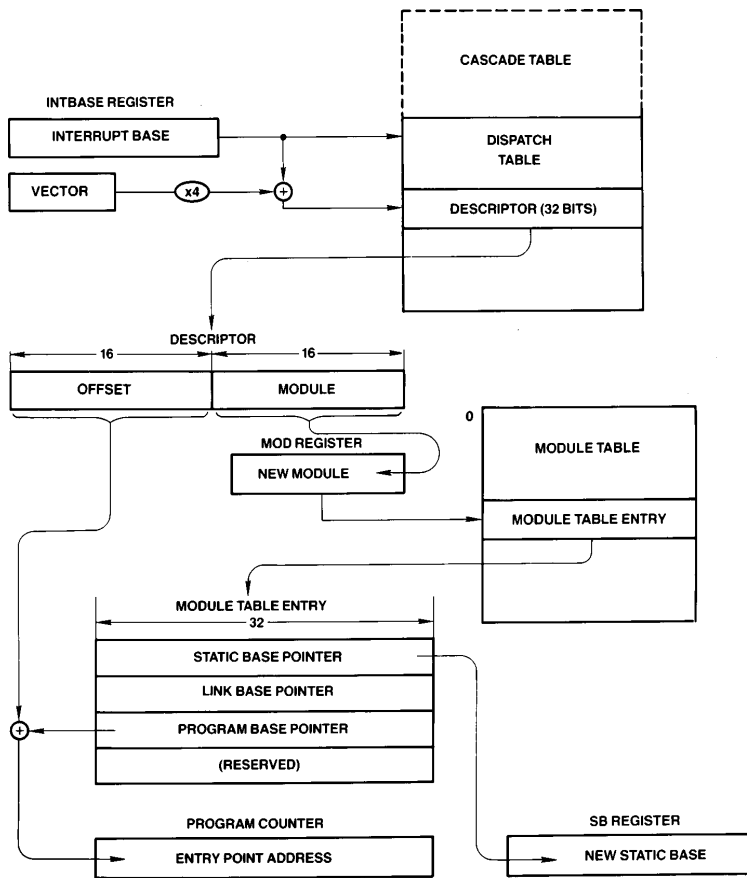 CASCADE TABLE
INTBASE REGISTER
INTERRUPT BASE
DISPATCH
TABLE
VECTOR
x4
+
DESCRIPTOR (32 BITS)
DESCRIPTOR
16
16
OFFSET
MODULE
0
MOD REGISTER
MODULE TABLE
NEW MODULE
MODULE TABLE ENTRY
MODULE TABLE ENTRY
32
STATIC BASE POINTER
LINK BASE POINTER
+
PROGRAM BASE POINTER
(RESERVED)
PROGRAM COUNTER
SB REGISTER
ENTRY POINT ADDRESS
NEW STATIC BASE